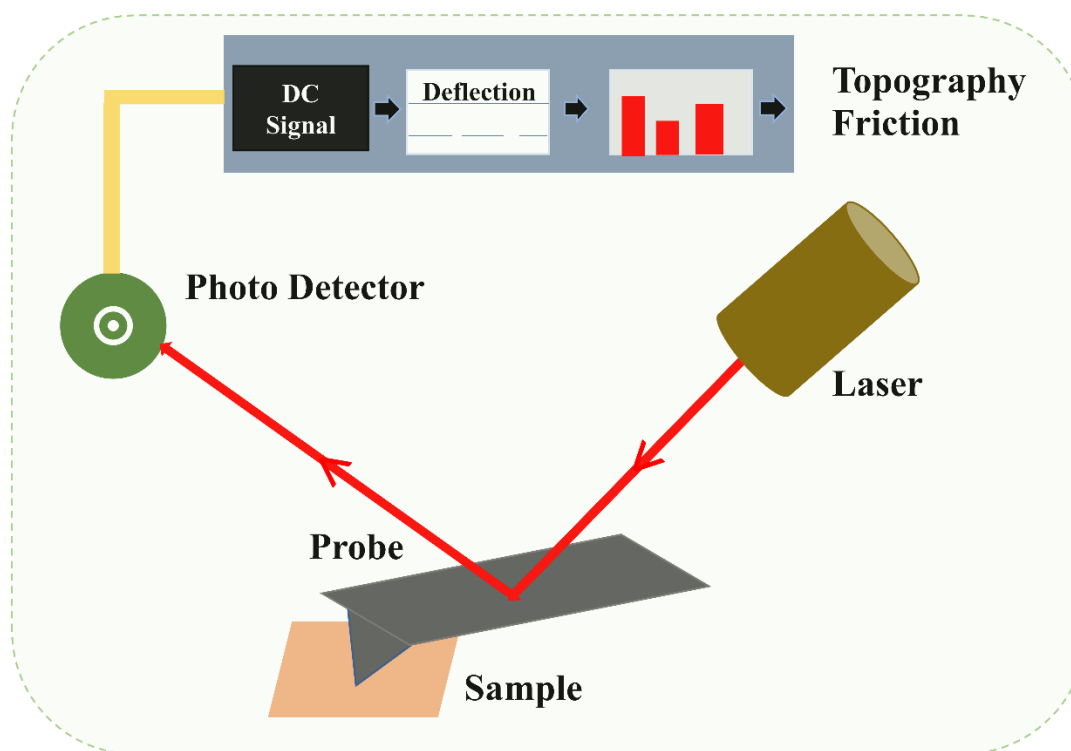 DC
Signal
Deflection
Topography
Friction
Photo Detector
Laser
Probe
Sample